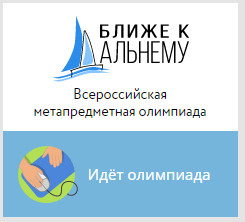 БЛИЖЕ К
ДАЛЬНЕМУ
Всероссийская
метапредметная олимпиада
Идёт олимпиада